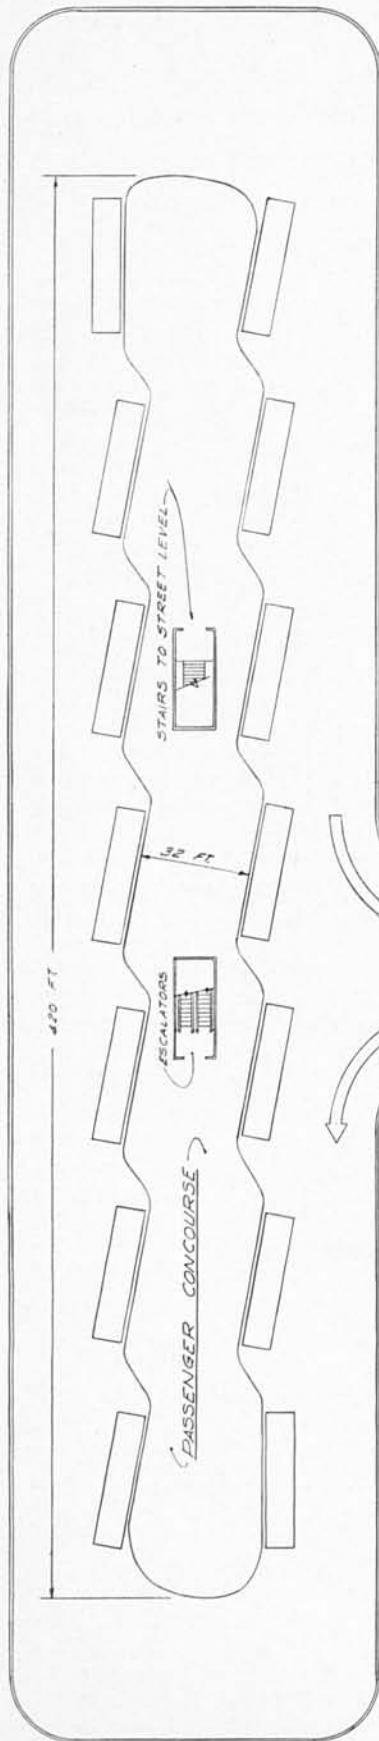 420 FT
STAIRS TO STREET LEVEL
32 FT.
ESCALATORS
PASSENGER CONCOURSE